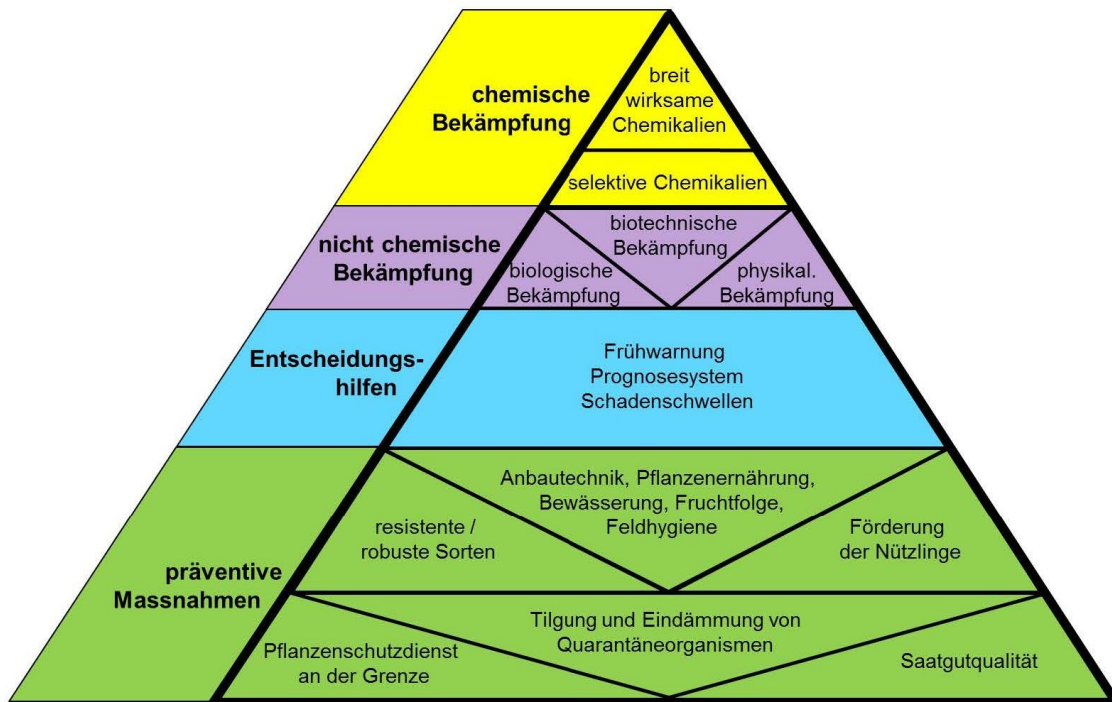 chemische
Bekämpfung
breit
wirksame
Chemikalien
selektive Chemikalien
nicht chemische
Bekämpfung
biotechnische
Bekämpfung
biologische
Bekämpfung
physikal.
Bekämpfung
Entscheidungs-
hilfen
Frühwarnung
Prognosesystem
Schadenschwellen
präventive
Massnahmen
Anbautechnik, Pflanzenernährung,
Bewässerung, Fruchtfolge,
Feldhygiene
resistente /
robuste Sorten
Förderung
der Nützlinge
Tilgung und Eindämmung von
Quarantäneorganismen
Pflanzenschutzdienst
an der Grenze
Saatgutqualität